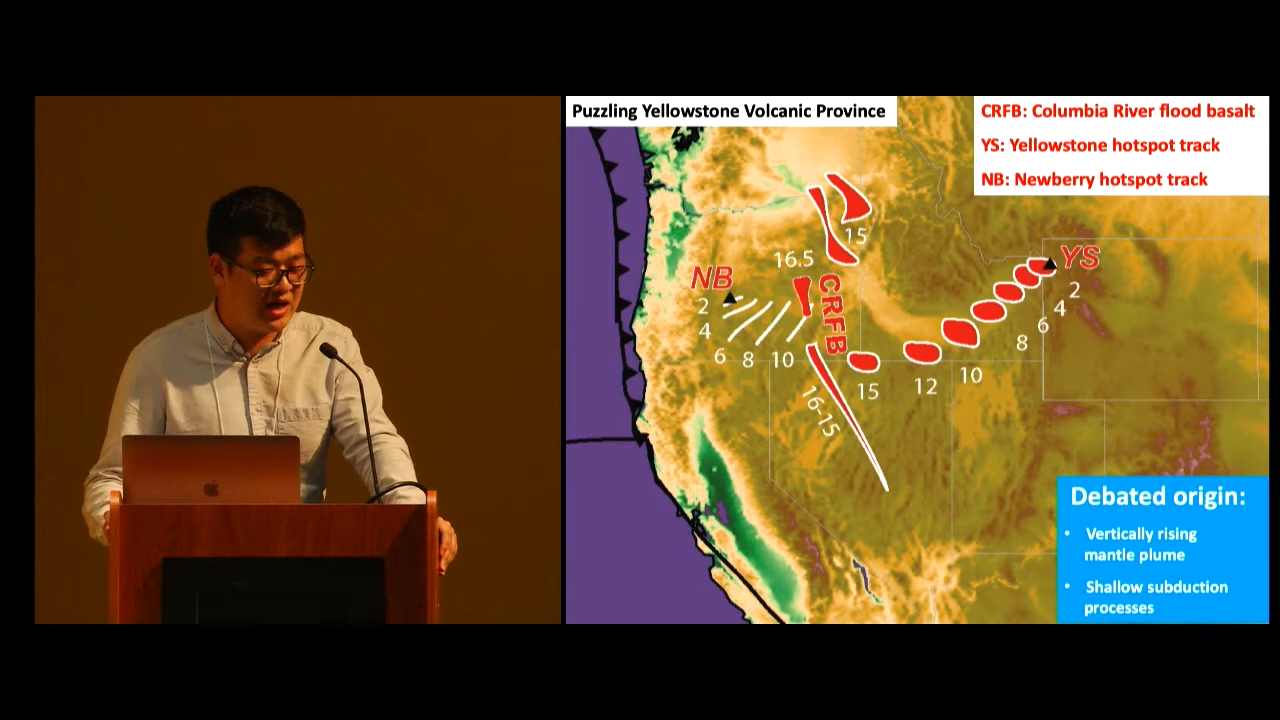 Puzzling Yellowstone Volcanic Province
CRFB: Columbia River flood basalt
YS: Yellowstone hotspot track
NB: Newberry hotspot track
15
16.5
NB
YS
2
2
4
4
6
6 8 10
8
CRFB
15
12
10
16-15
Debated origin:
• Vertically rising
mantle plume
• Shallow subduction
processes